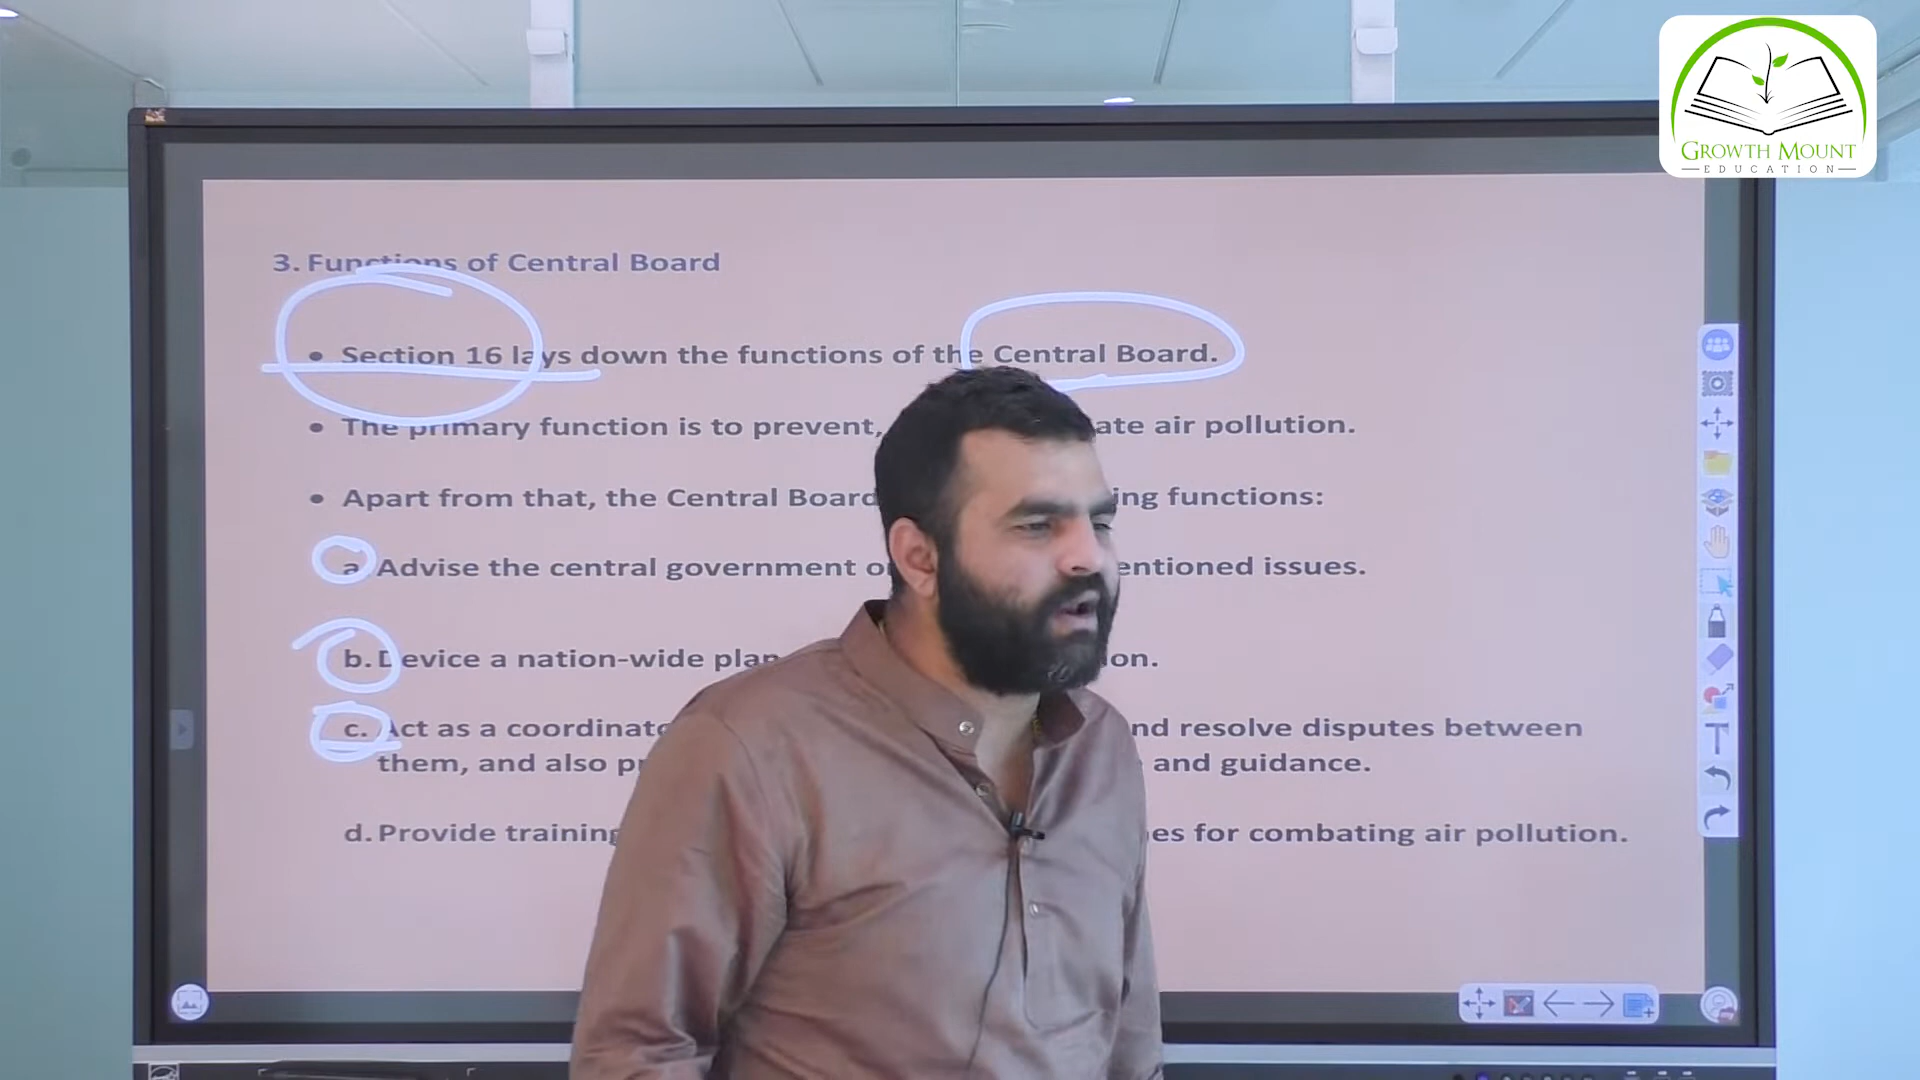 GROWTH MOUNT
EDUCATION
3. Functions of Central Board
• Section 16 lays down the functions of the Central Board.
• The primary function is to prevent, ate air pollution.
• Apart from that, the Central Board ing functions:
a. Advise the central government o entioned issues.
b. Device a nation-wide plan on.
c. Act as a coordinato nd resolve disputes between
them, and also p and guidance.
d. Provide training es for combating air pollution.